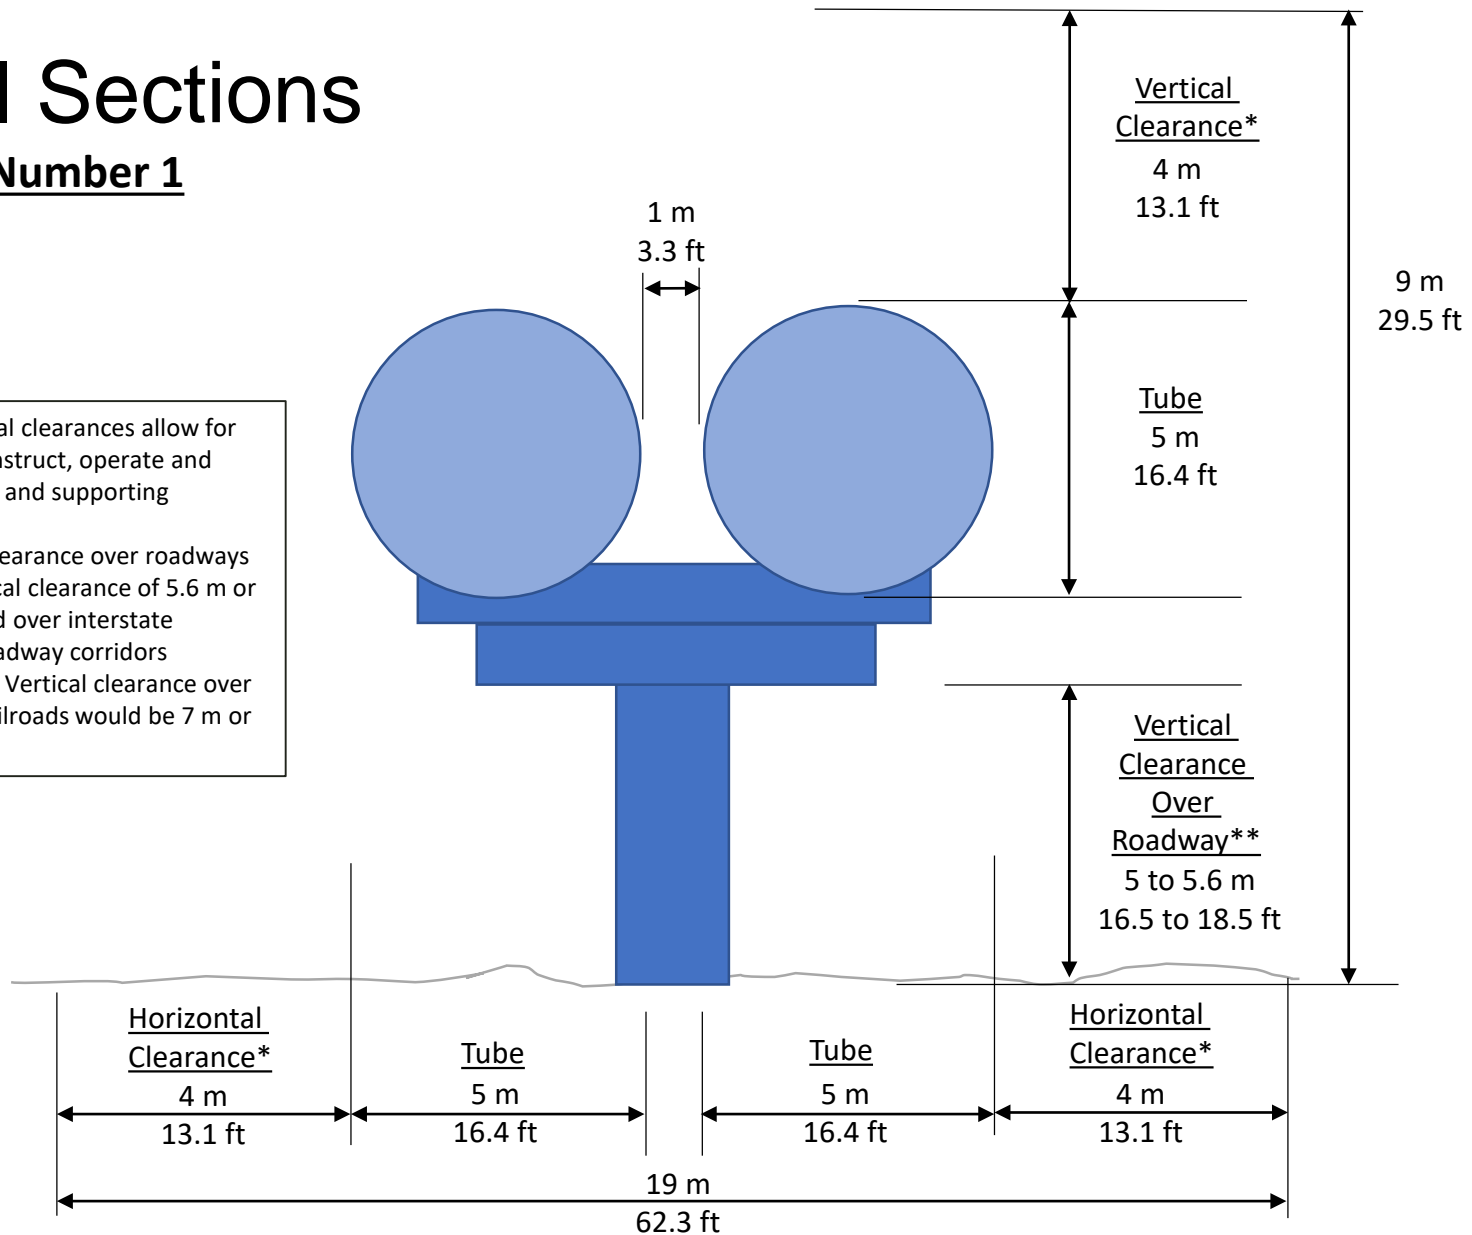 Sections
Number 1
al clearances allow for
nstruct, operate and
and supporting
earance over roadways
cal clearance of 5.6 m or
d over interstate
adway corridors
Vertical clearance over
ilroads would be 7 m or
1 m
3.3 ft
Vertical
Clearance*
4 m
13.1 ft
9 m
29.5 ft
Tube
5 m
16.4 ft
Vertical
Clearance
Over
Roadway**
5 to 5.6 m
16.5 to 18.5 ft
Horizontal
Clearance*
4 m
13.1 ft
Tube
5 m
16.4 ft
Tube
5 m
16.4 ft
Horizontal
Clearance*
4 m
13.1 ft
19 m
62.3 ft